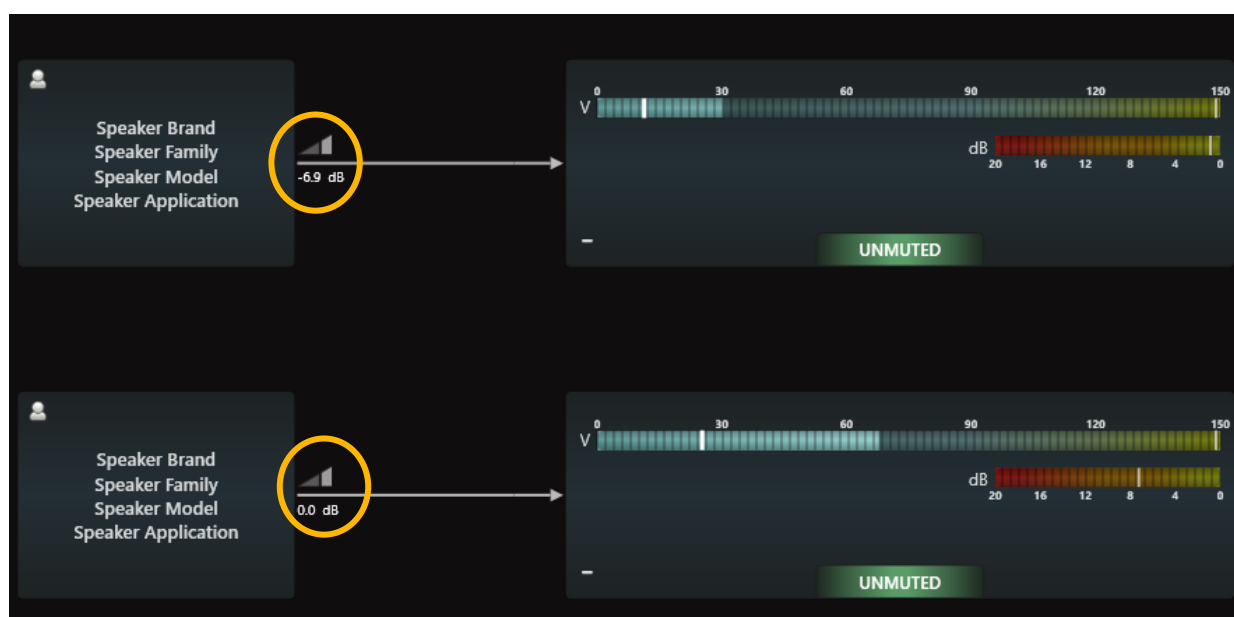 0 30 60 90 120 150
V
Speaker Brand
Speaker Family
Speaker Model
Speaker Application
-6.9 dB
dB
20 16 12 8 4 0
UNMUTED
0 30 60 90 120 150
V
Speaker Brand
Speaker Family
Speaker Model
Speaker Application
0.0 dB
dB
20 16 12 8 4 0
UNMUTED